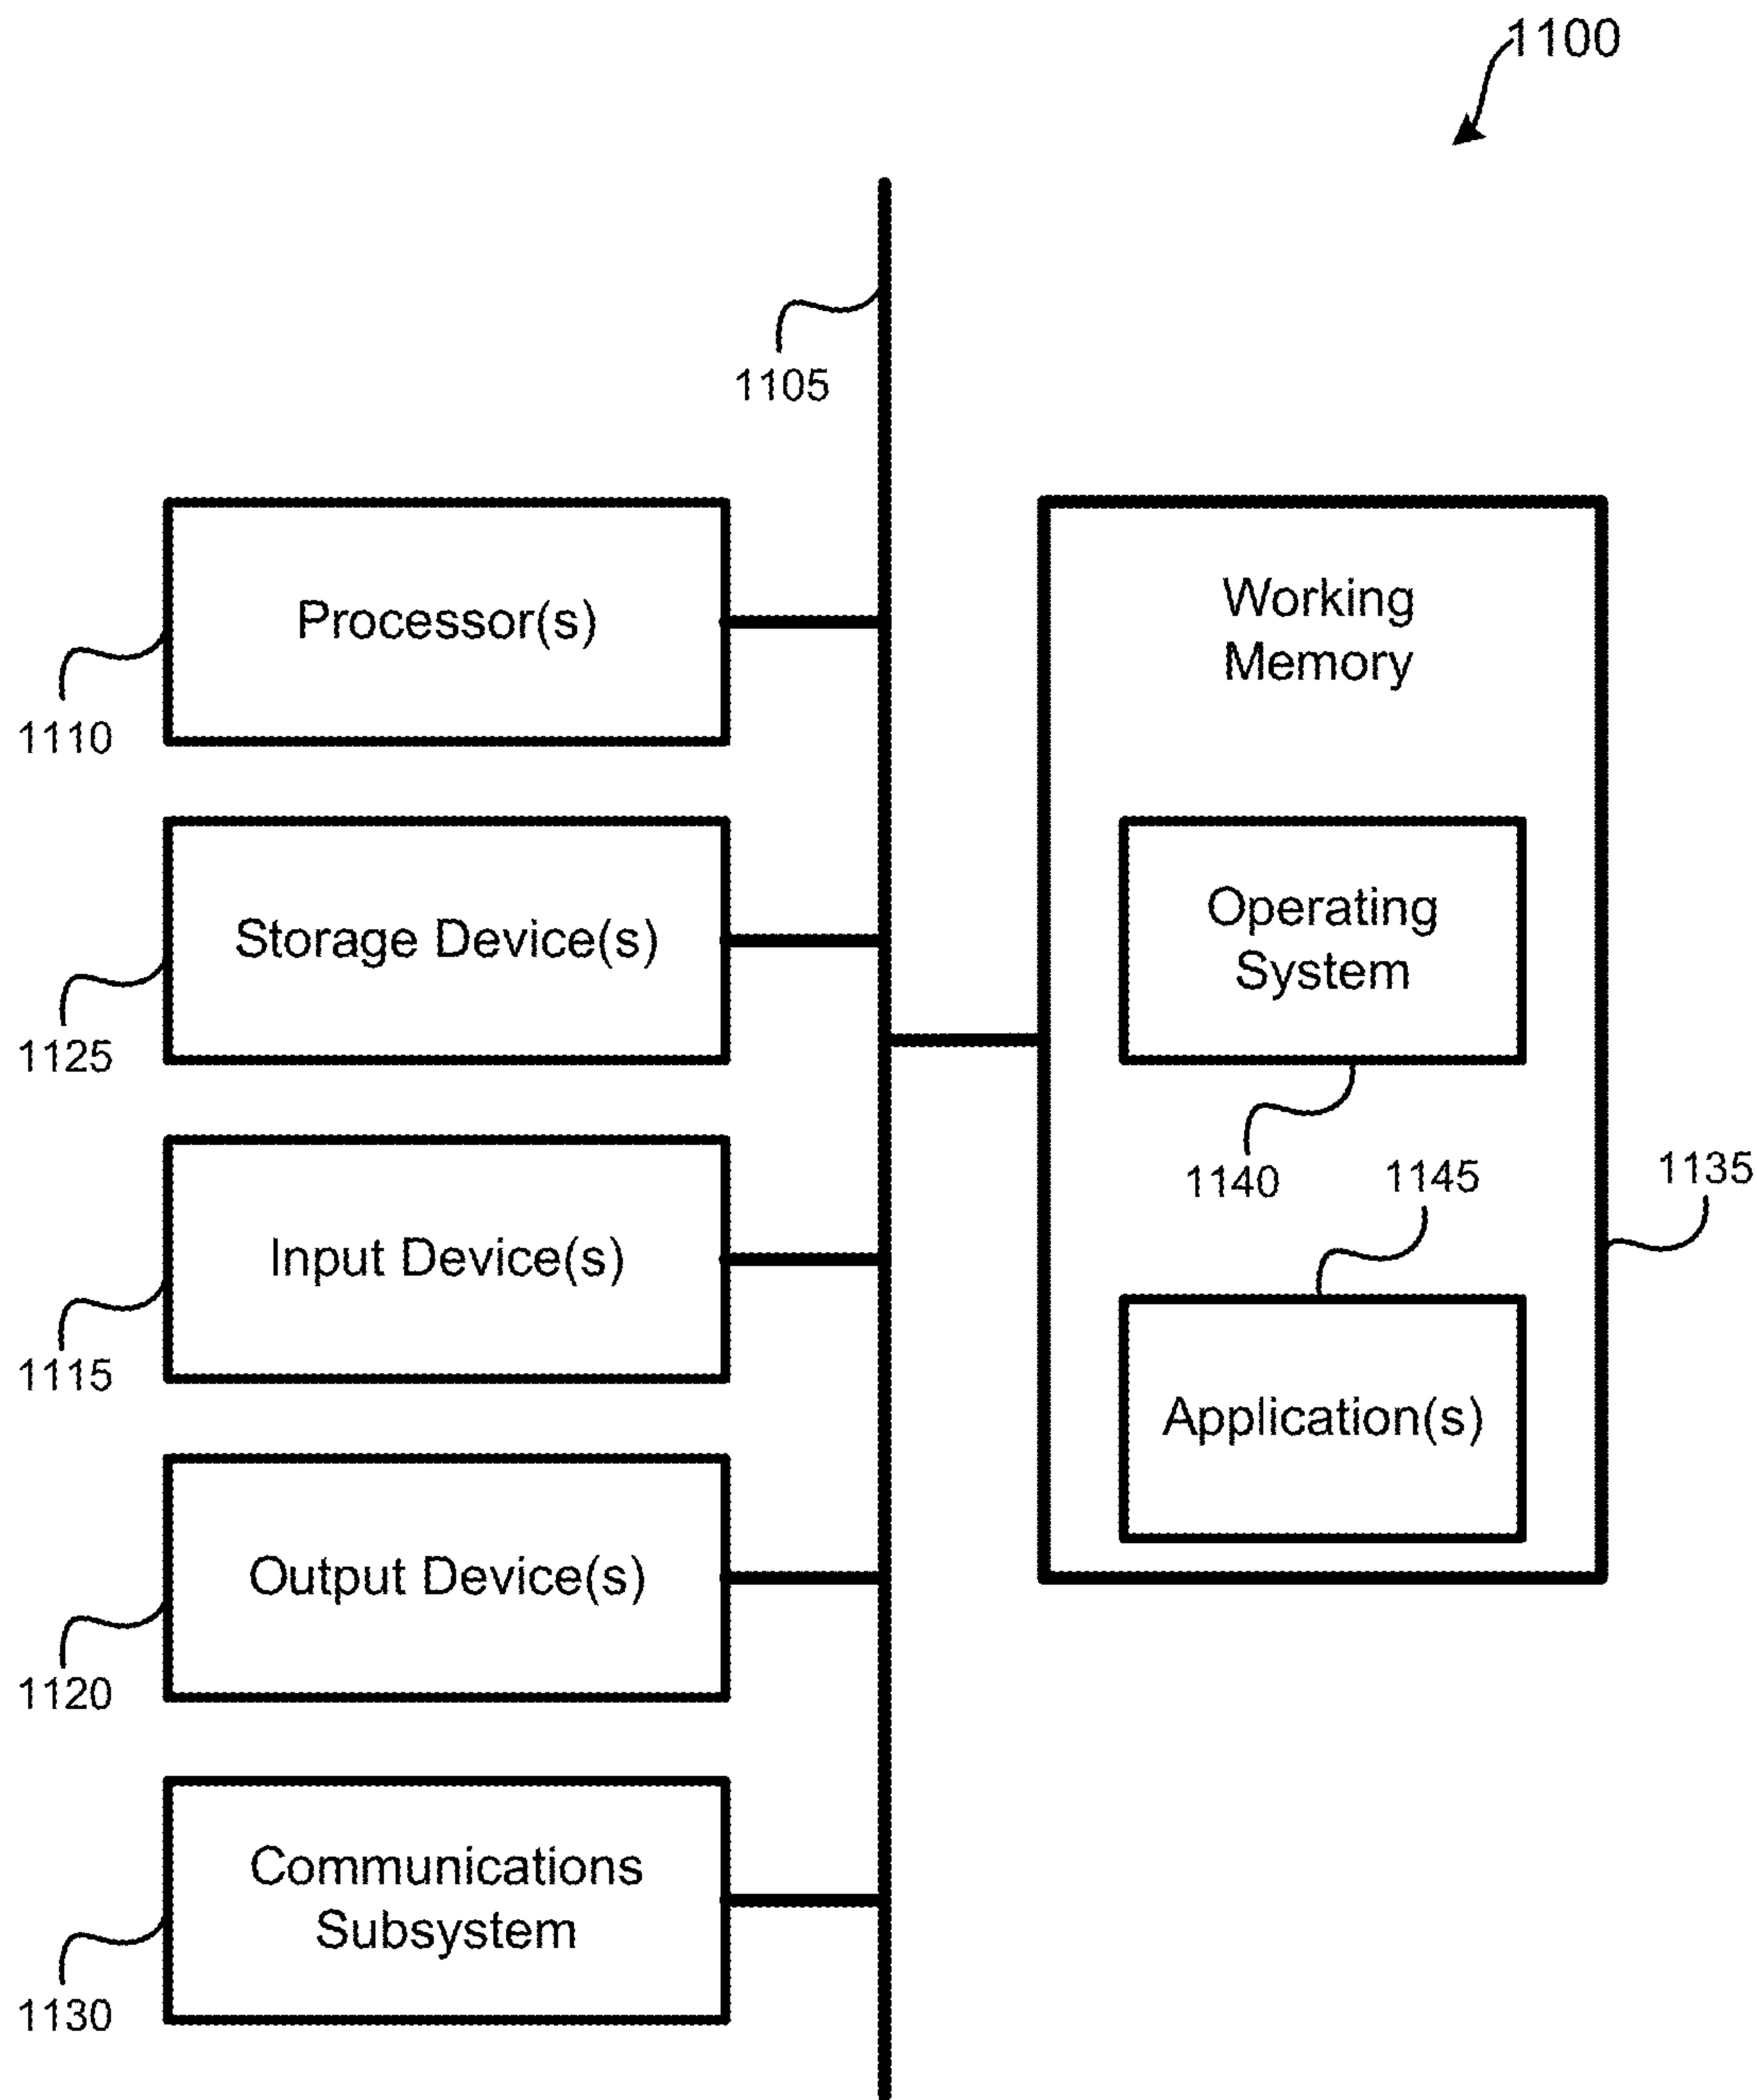 1100
1105
Processor(s)
1110
Storage Device(s)
1125
Input Device(s)
1115
Output Device(s)
1120
Communications
Subsystem
1130
Working
Memory
Operating
System
1140
1145
1135
Application(s)